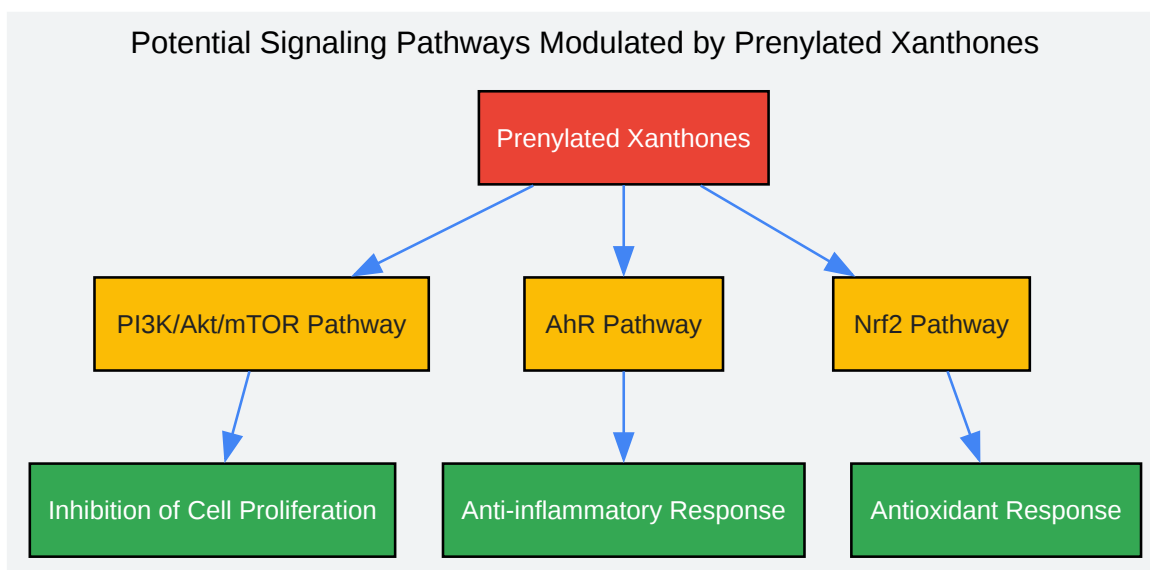 Potential Signaling Pathways Modulated by Prenylated Xanthones
Prenylated Xanthones
PI3K/Akt/mTOR Pathway
AhR Pathway
Nrf2 Pathway
Inhibition of Cell Proliferation
Anti-inflammatory Response
Antioxidant Response